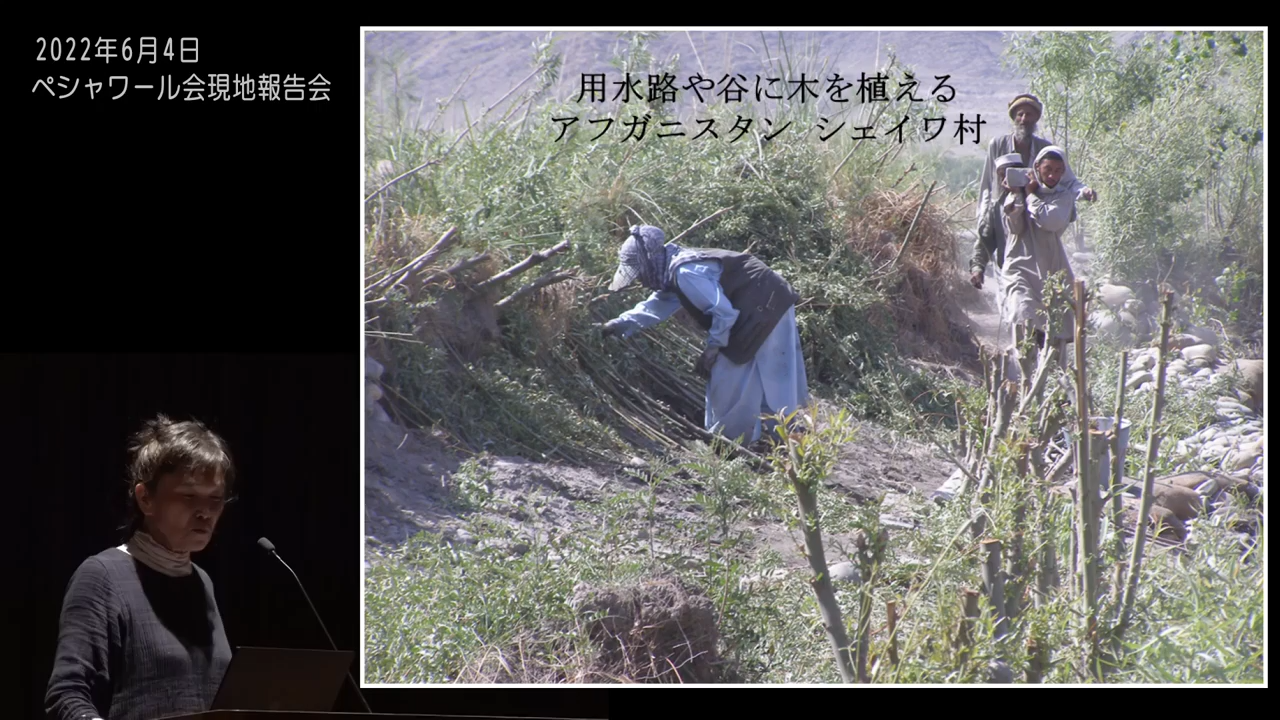 2022年6月4日
ペシャワール会現地報告会
用水路や谷に木を植える
アフガニスタン シェイワ村